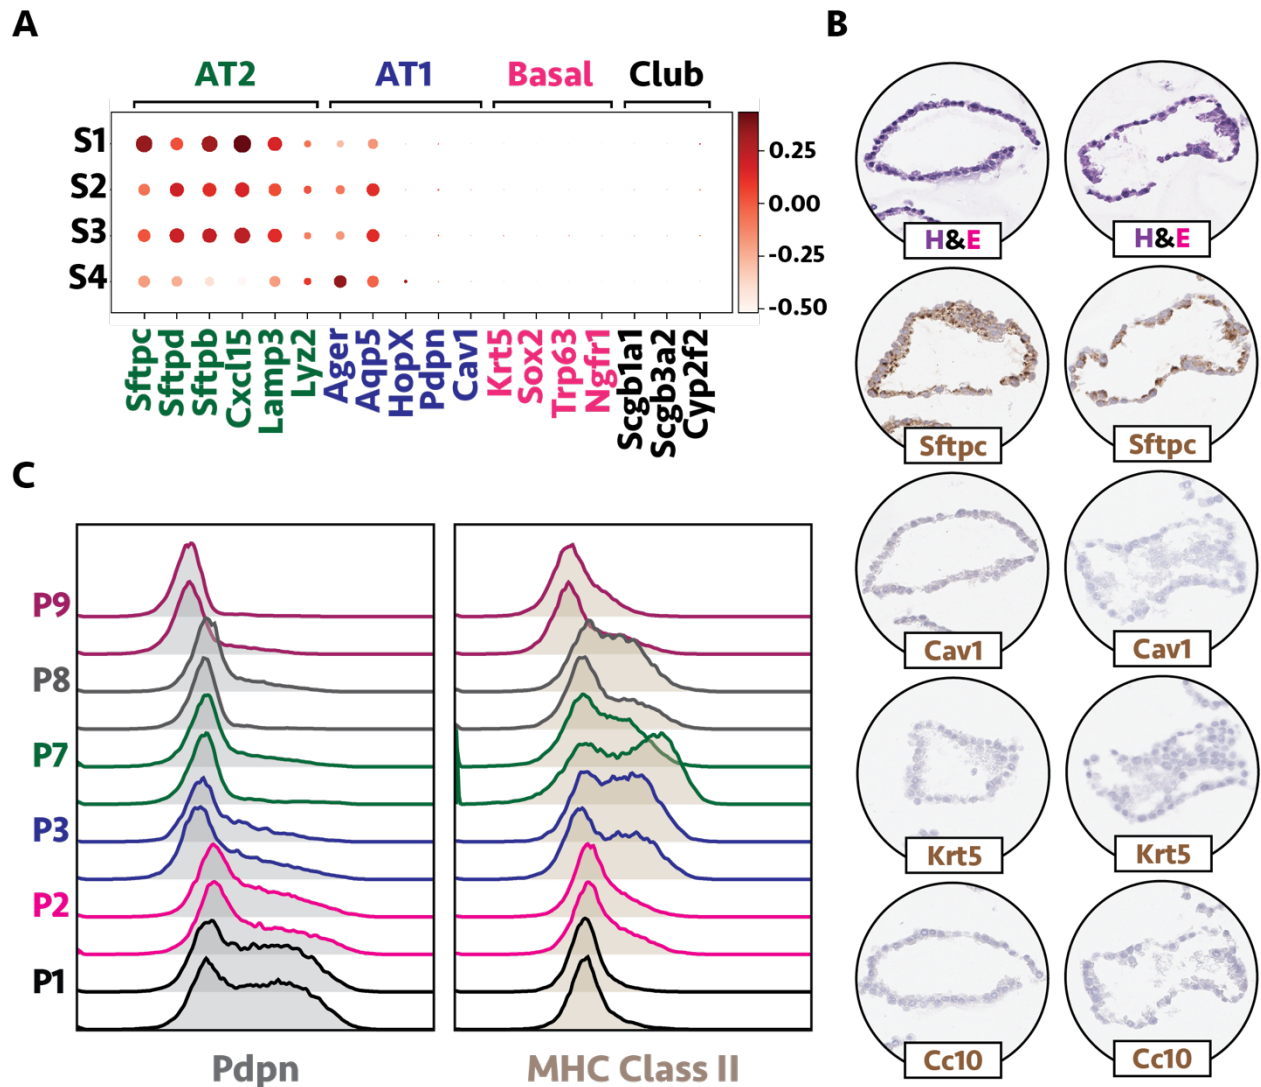 A
B
AT2 AT1 Basal Club
S1
S2
S3
S4
0.25
0.00
-0.25
-0.50
Sftpc
Sftpd
Sftpb
Cxcl15
Lamp3
Lyz2
Ager
Aqp5
HopX
Pdpn
Cav1
Krt5
Sox2
Trp63
Ngfr1
Scgb1a1
Scgb3a2
Cyp2f2
H&E H&E
Sftpc Sftpc
Cav1 Cav1
Krt5 Krt5
Cc10 Cc10
C
P9
P8
P7
P3
P2
P1
Pdpn MHC Class II